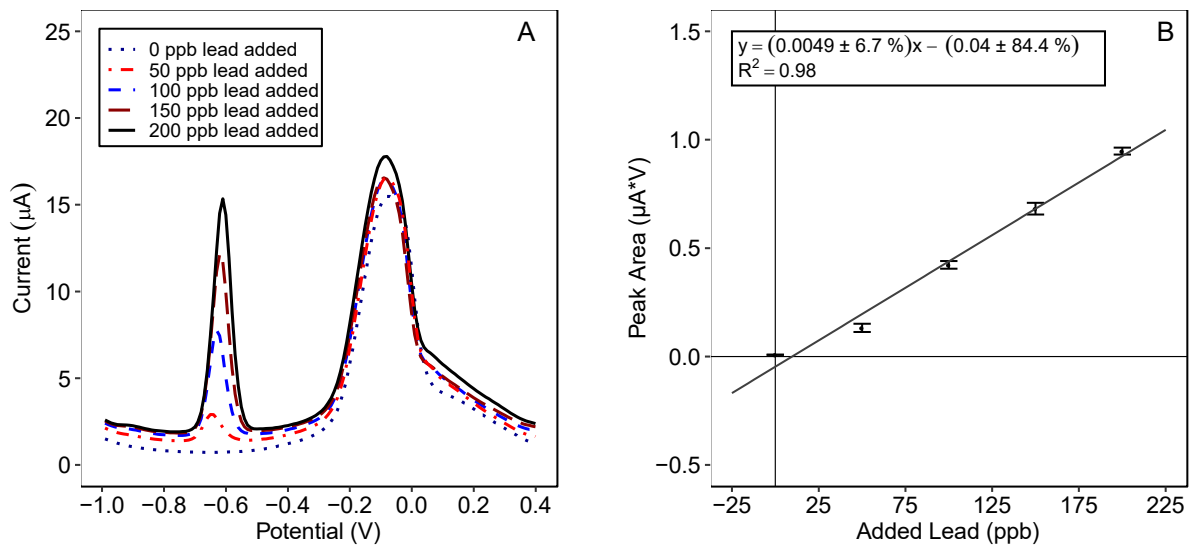 A
0 ppb lead added
50 ppb lead added
100 ppb lead added
150 ppb lead added
200 ppb lead added
25
20
15
10
5
0
Current (μA)
−1.0 −0.8 −0.6 −0.4 −0.2 0.0 0.2 0.4
Potential (V)
B
y = (0.0049 ± 6.7 %)x − (0.04 ± 84.4 %)
R² = 0.98
1.5
1.0
0.5
0.0
−0.5
Peak Area (μA*V)
−25 25 75 125 175 225
Added Lead (ppb)